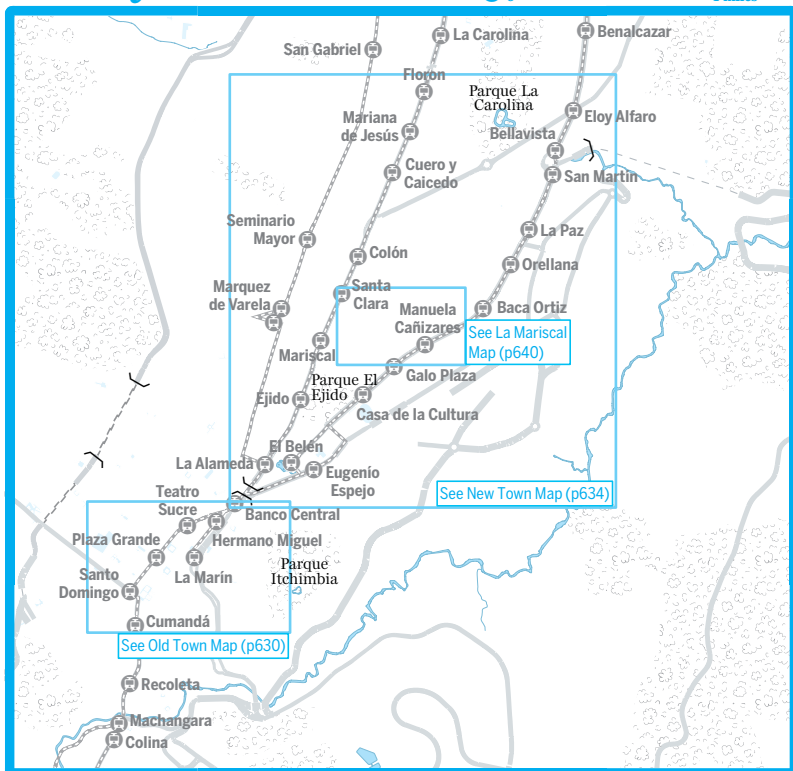 La Carolina
Benalcazar
San Gabriel
Floron
Parque La
Carolina
Eloy Alfaro
Mariana
de Jesús
Bellavista
Cuero y
Caicedo
San Martín
Seminario
Mayor
La Paz
Colón
Orellana
Marquez
de Varela
Santa
Clara
Manuela
Cañizares
Baca Ortiz
See La Mariscal
Map (p640)
Mariscal
Galo Plaza
Parque El
Ejido
Ejido
Casa de la Cultura
El Belén
La Alameda
Eugenío
Espejo
See New Town Map (p634)
Teatro
Sucre
Banco Central
Plaza Grande
Hermano Miguel
La Marín
Parque
Itchimbia
Santo
Domingo
Cumandá
See Old Town Map (p630)
Recoleta
Machangara
Colina